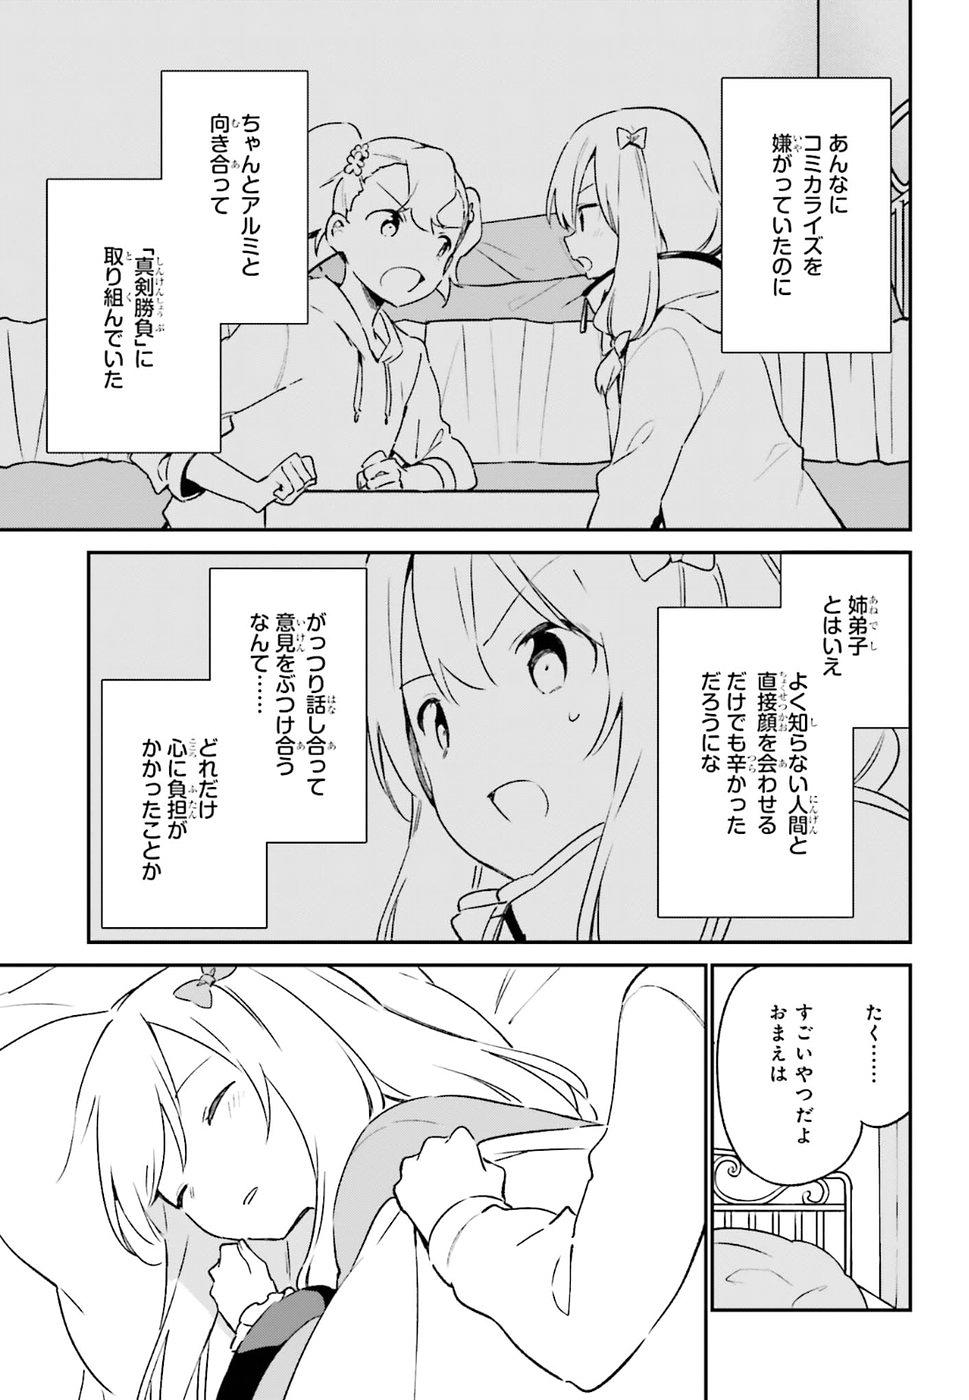 あんなに
コミカライズを
嫌がっていたのに
ちゃんとアルミと
向き合って
「真剣勝負」に
取り組んでいた
姉弟子
とはいえ
よく知らない人間と
直接顔を会わせる
だけでも辛かった
だろうにな
がっつり話し合って
意見をぶつけ合う
なんて……
どれだけ
心に負担が
かかったことか
たく……
すごいやつだよ
おまえは